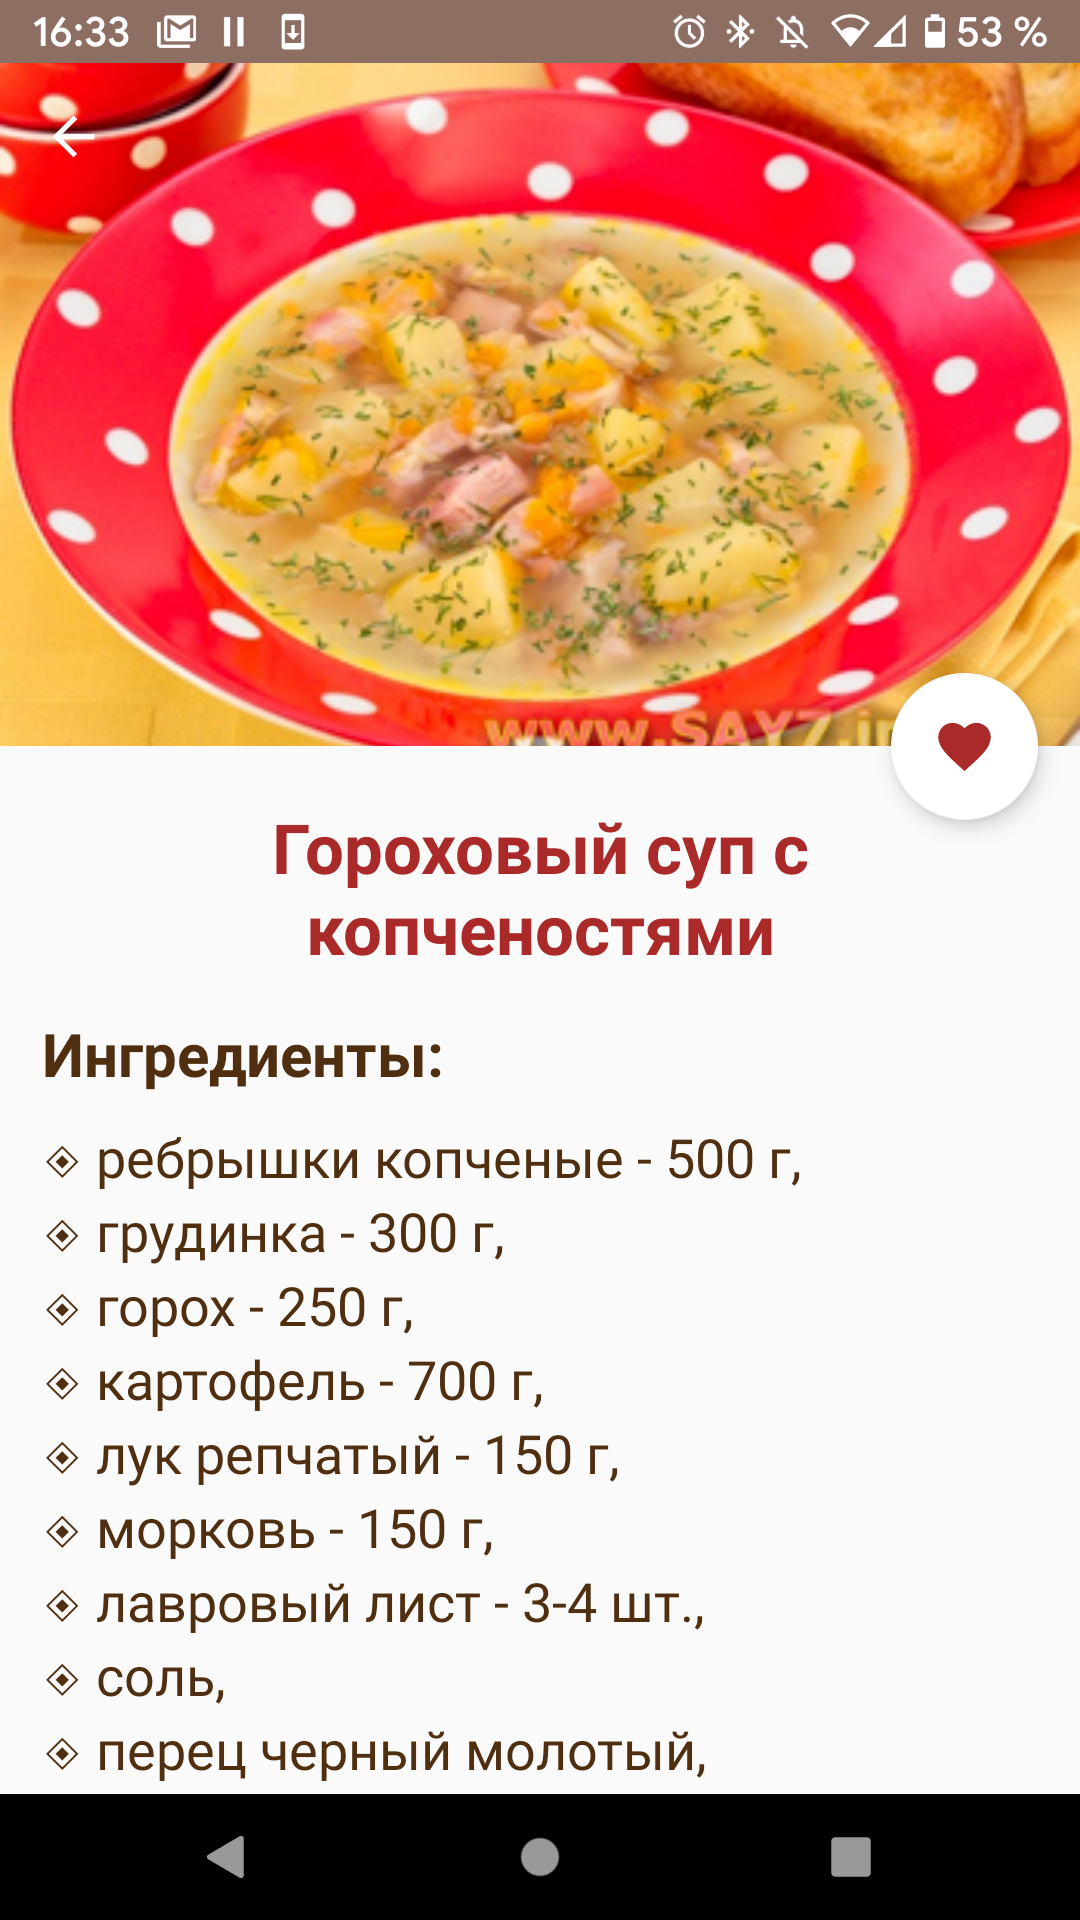 16:33
53 %
www.SAYZ.i
Гороховый суп с
копченостями
Ингредиенты:
ребрышки копченые - 500 г,
грудинка - 300 г,
горох - 250 г,
картофель - 700 г,
лук репчатый - 150 г,
морковь - 150 г,
лавровый лист - 3-4 шт.,
соль,
перец черный молотый,